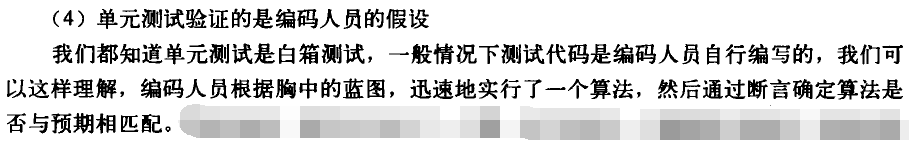 （4）单元测试验证的是编码人员的假设
我们都知道单元测试是白箱测试，一般情况下测试代码是编码人员自行编写的，我们可
以这样理解，编码人员根据胸中的蓝图，迅速地实行了一个算法，然后通过断言确定算法是
否与预期相匹配。